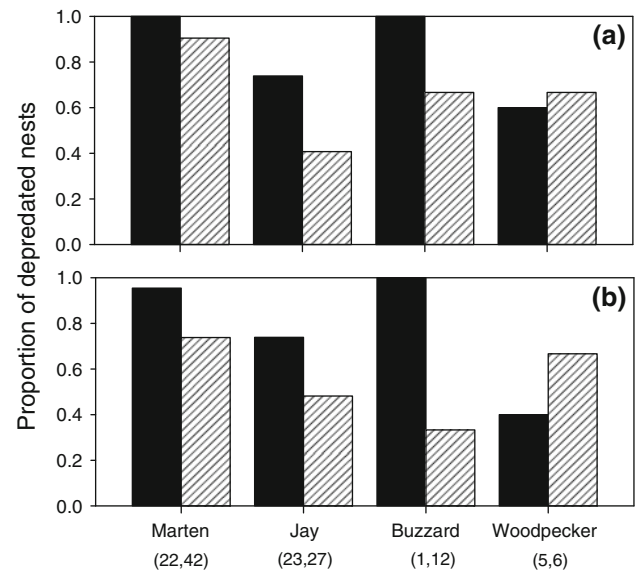 Proportion of depredated nests
(a)
1.0
0.8
0.6
0.4
0.2
0.0
(b)
1.0
0.8
0.6
0.4
0.2
0.0
Marten Jay Buzzard Woodpecker
(22,42) (23,27) (1,12) (5,6)